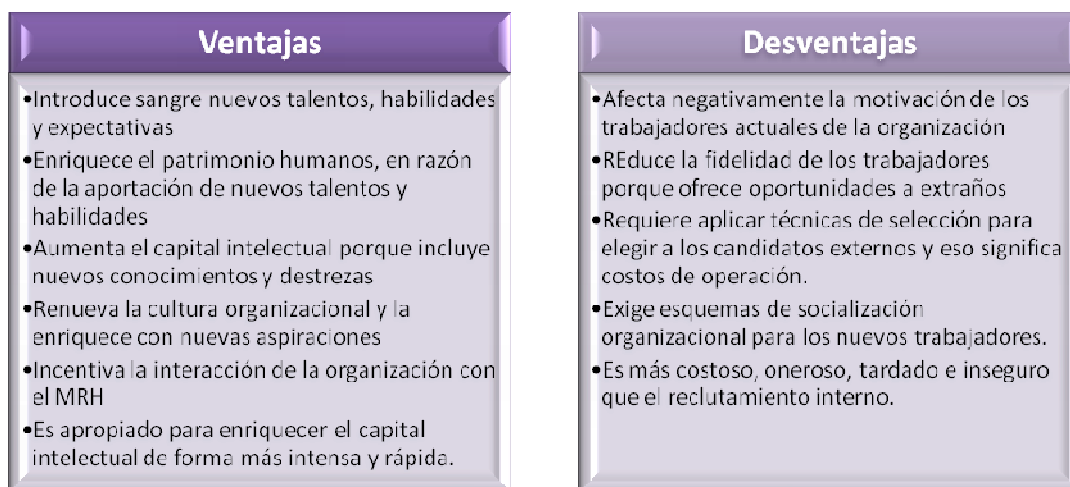 Ventajas
•Introduce sangre nuevos talentos, habilidades
y expectativas
•Enriquece el patrimonio humanos, en razón
de la aportación de nuevos talentos y
habilidades
•Aumenta el capital intelectual porque incluye
nuevos conocimientos y destrezas
•Renueva la cultura organizacional y la
enriquece con nuevas aspiraciones
•Incentiva la interacción de la organización con
el MRH
•Es apropiado para enriquecer el capital
intelectual de forma más intensa y rápida.
Desventajas
•Afecta negativamente la motivación de los
trabajadores actuales de la organización
•REduce la fidelidad de los trabajadores
porque ofrece oportunidades a extraños
•Requiere aplicar técnicas de selección para
elegir a los candidatos externos y eso significa
costos de operación.
•Exige esquemas de socialización
organizacional para los nuevos trabajadores.
•Es más costoso, oneroso, tardado e inseguro
que el reclutamiento interno.